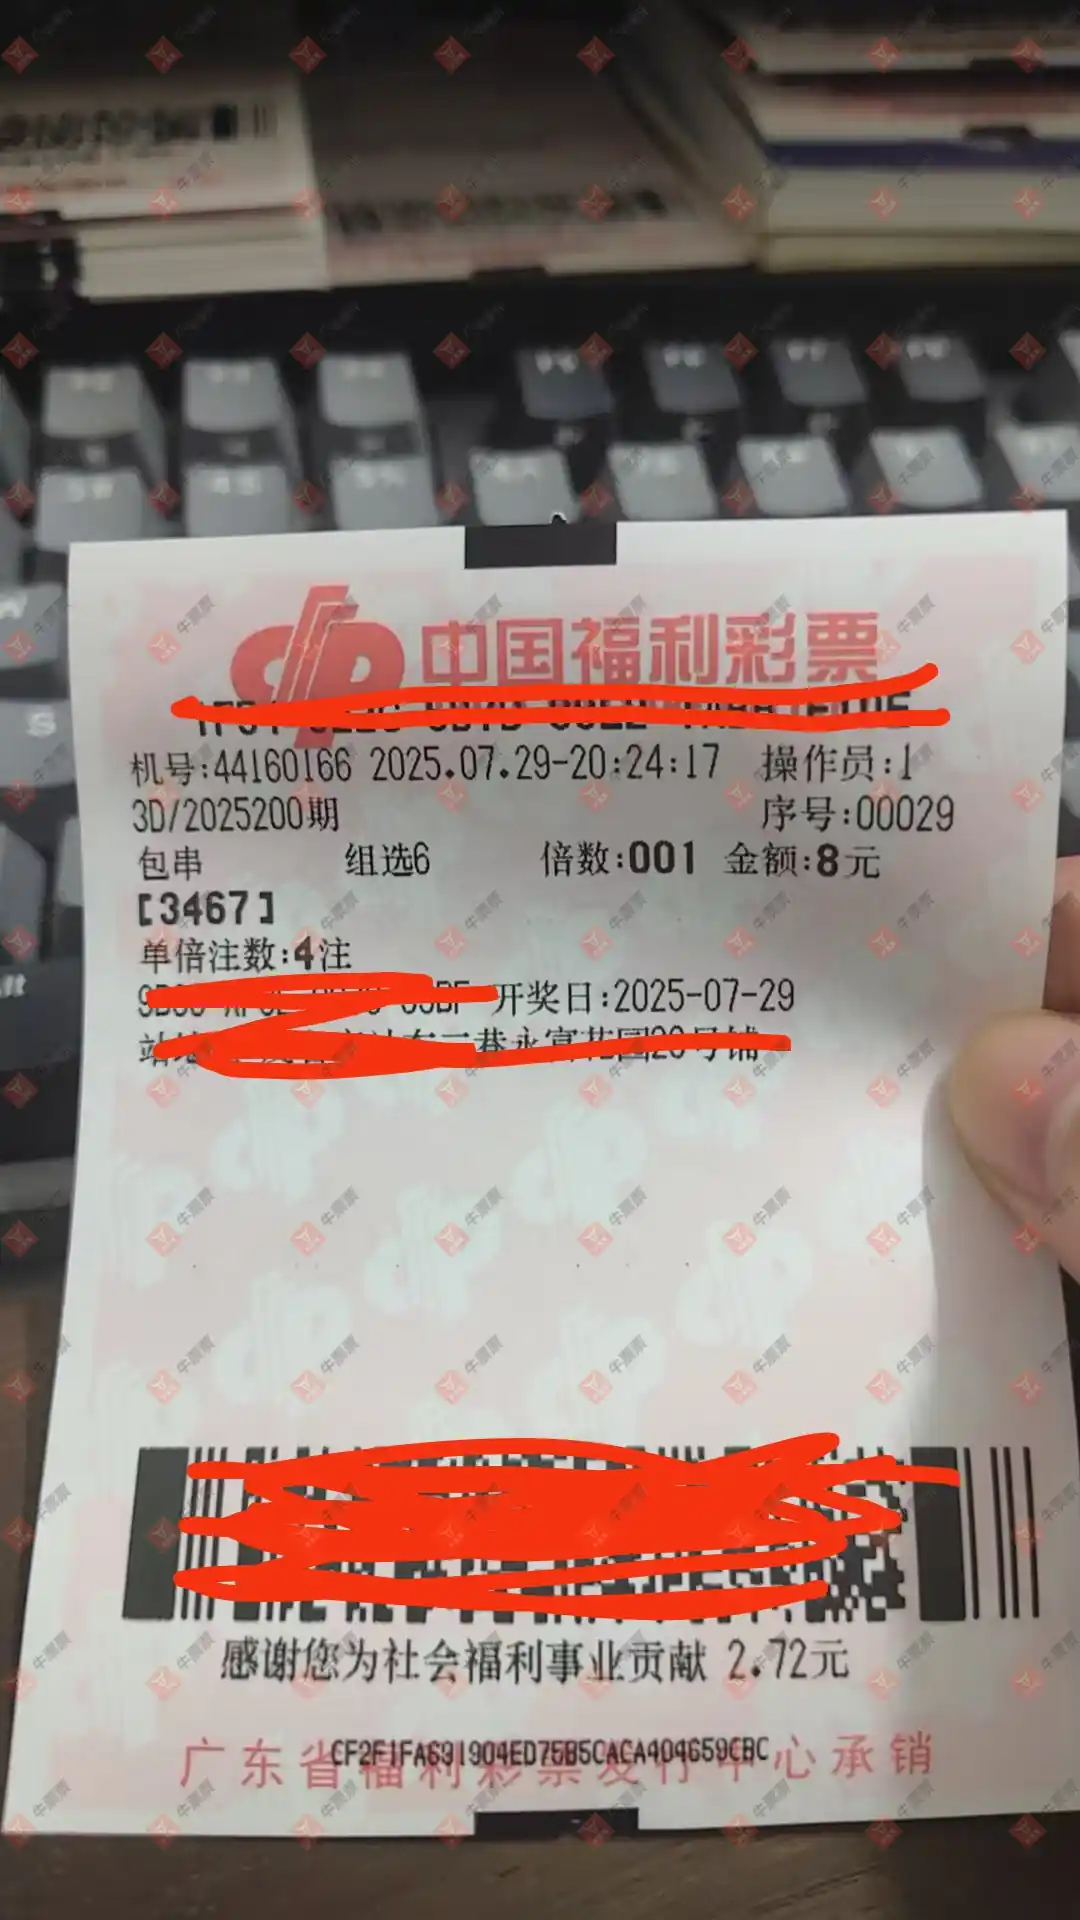 中国福利彩票
机号:44160166 2025.07.29-20:24:17 操作员:1
3D/2025200期 序号:00029
包串 组选6 倍数:001 金额:8元
[3467]
单倍注数:4注
开奖日:2025-07-29
感谢您为社会福利事业贡献 2.72元
CF2F1FA631904ED75B5CACA404659CBC
广东省福利彩票发行中心承销
牛票票